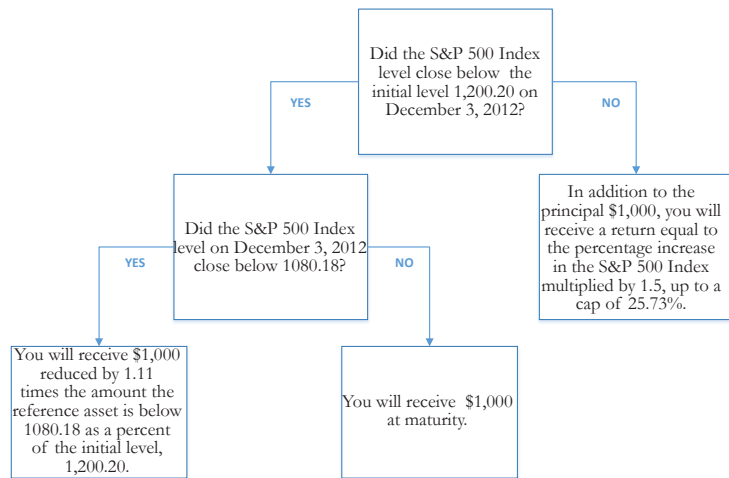 Did the S&P 500 Index
level close below the
initial level 1,200.20 on
December 3, 2012?
YES
NO
Did the S&P 500 Index
level on December 3, 2012
close below 1080.18?
In addition to the
principal $1,000, you will
receive a return equal to
the percentage increase
in the S&P 500 Index
multiplied by 1.5, up to a
cap of 25.73%.
YES
NO
You will receive $1,000
reduced by 1.11
times the amount the
reference asset is below
1080.18 as a percent
of the initial level,
1,200.20.
You will receive $1,000
at maturity.